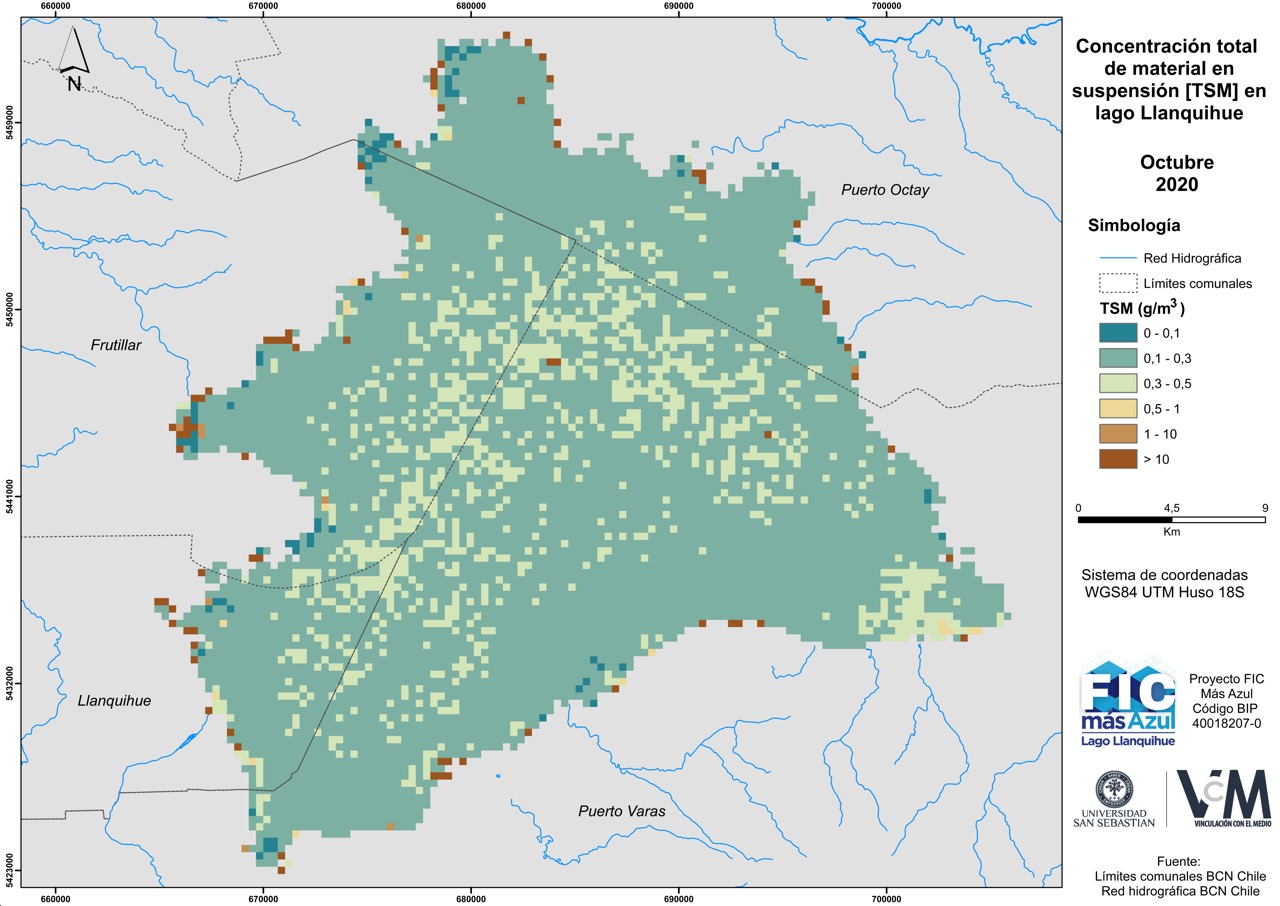 660000 670000 680000 690000 700000
Concentración total
de material en
suspensión [TSM] en
lago Llanquihue
Octubre
2020
Simbología
Red Hidrográfica
Límites comunales
TSM (g/m³ )
0 - 0,1
0,1 - 0,3
0,3 - 0,5
0,5 - 1
1 - 10
> 10
0 4,5 9
Km
Sistema de coordenadas
WGS84 UTM Huso 18S
FIC
más Azul
Lago Llanquihue
Proyecto FIC
Más Azul
Código BIP
40018207-0
UNIVERSIDAD
SAN SEBASTIAN
VCM
VINCULACIÓN CON EL MEDIO
Fuente:
Límites comunales BCN Chile
Red hidrográfica BCN Chile
N
Puerto Octay
Frutillar
Llanquihue
Puerto Varas
5459000
5450000
5441000
5432000
5423000
660000 670000 680000 690000 700000